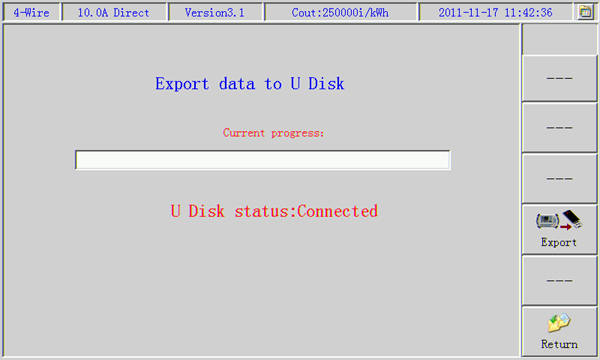 4-Wire 10.0A Direct Version3.1 Cout:250000i/kWh 2011-11-17 11:42:36
Export data to U Disk
---
Current progress:
---
---
U Disk status:Connected
Export
---
Return